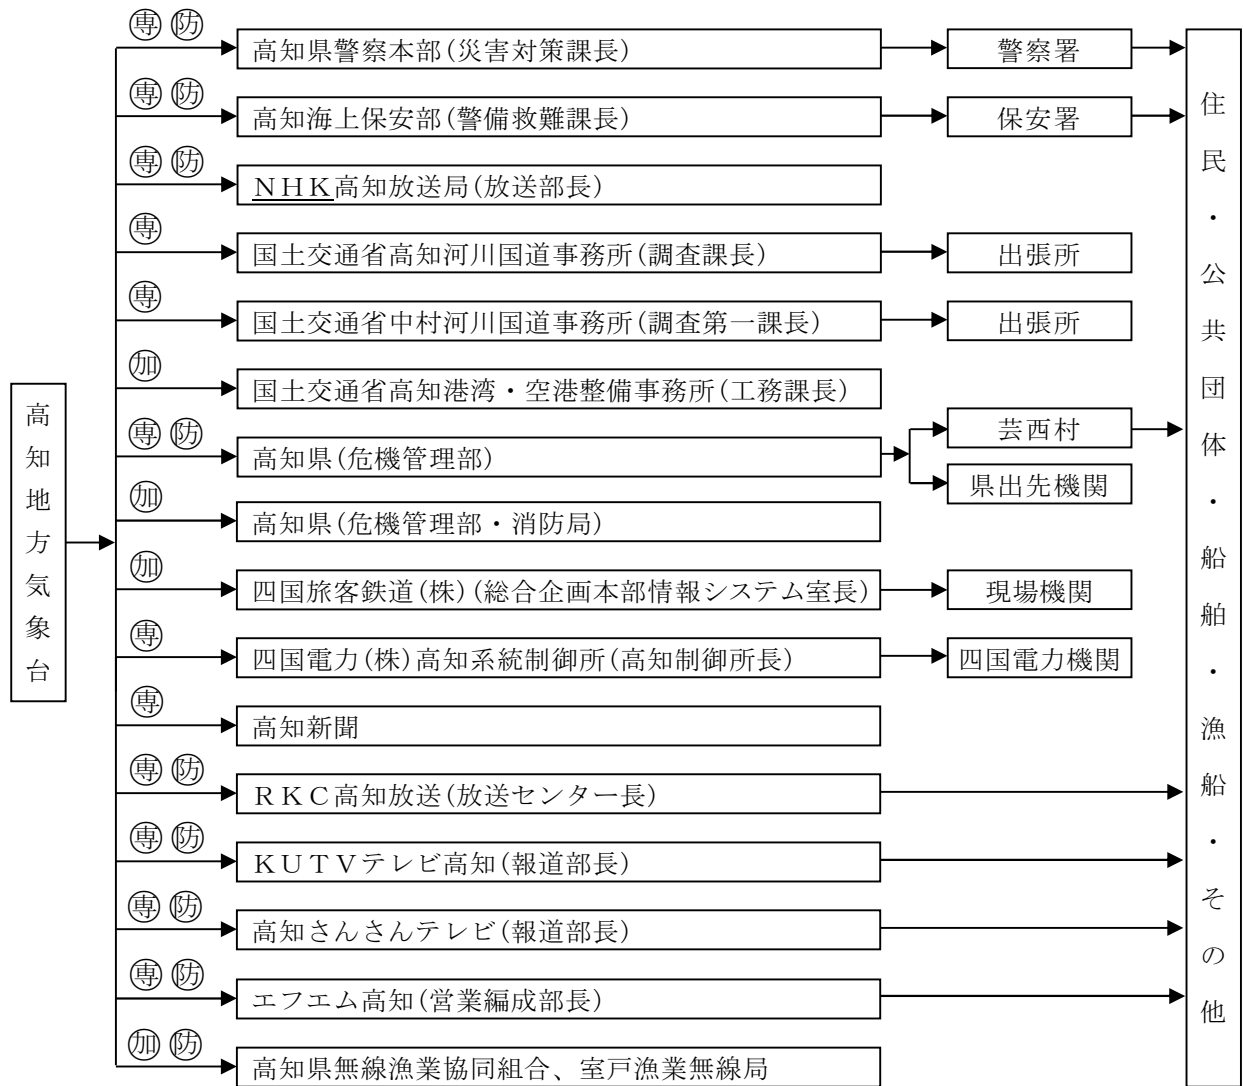 高知地方気象台
専 防
高知県警察本部(災害対策課長)
警察署
専 防
高知海上保安部(警備救難課長)
保安署
専 防
NHK高知放送局(放送部長)
専
国土交通省高知河川国道事務所(調査課長)
出張所
専
国土交通省中村河川国道事務所(調査第一課長)
出張所
加
国土交通省高知港湾・空港整備事務所(工務課長)
専 防
高知県(危機管理部)
芸西村
県出先機関
加
高知県(危機管理部・消防局)
加
四国旅客鉄道(株)(総合企画本部情報システム室長)
現場機関
専
四国電力(株)高知系統制御所(高知制御所長)
四国電力機関
専
高知新聞
専 防
RKC高知放送(放送センター長)
専 防
KUTVテレビ高知(報道部長)
専 防
高知さんさんテレビ(報道部長)
専 防
エフエム高知(営業編成部長)
加 防
高知県無線漁業協同組合、室戸漁業無線局
住民・公共団体・船舶・漁船・その他